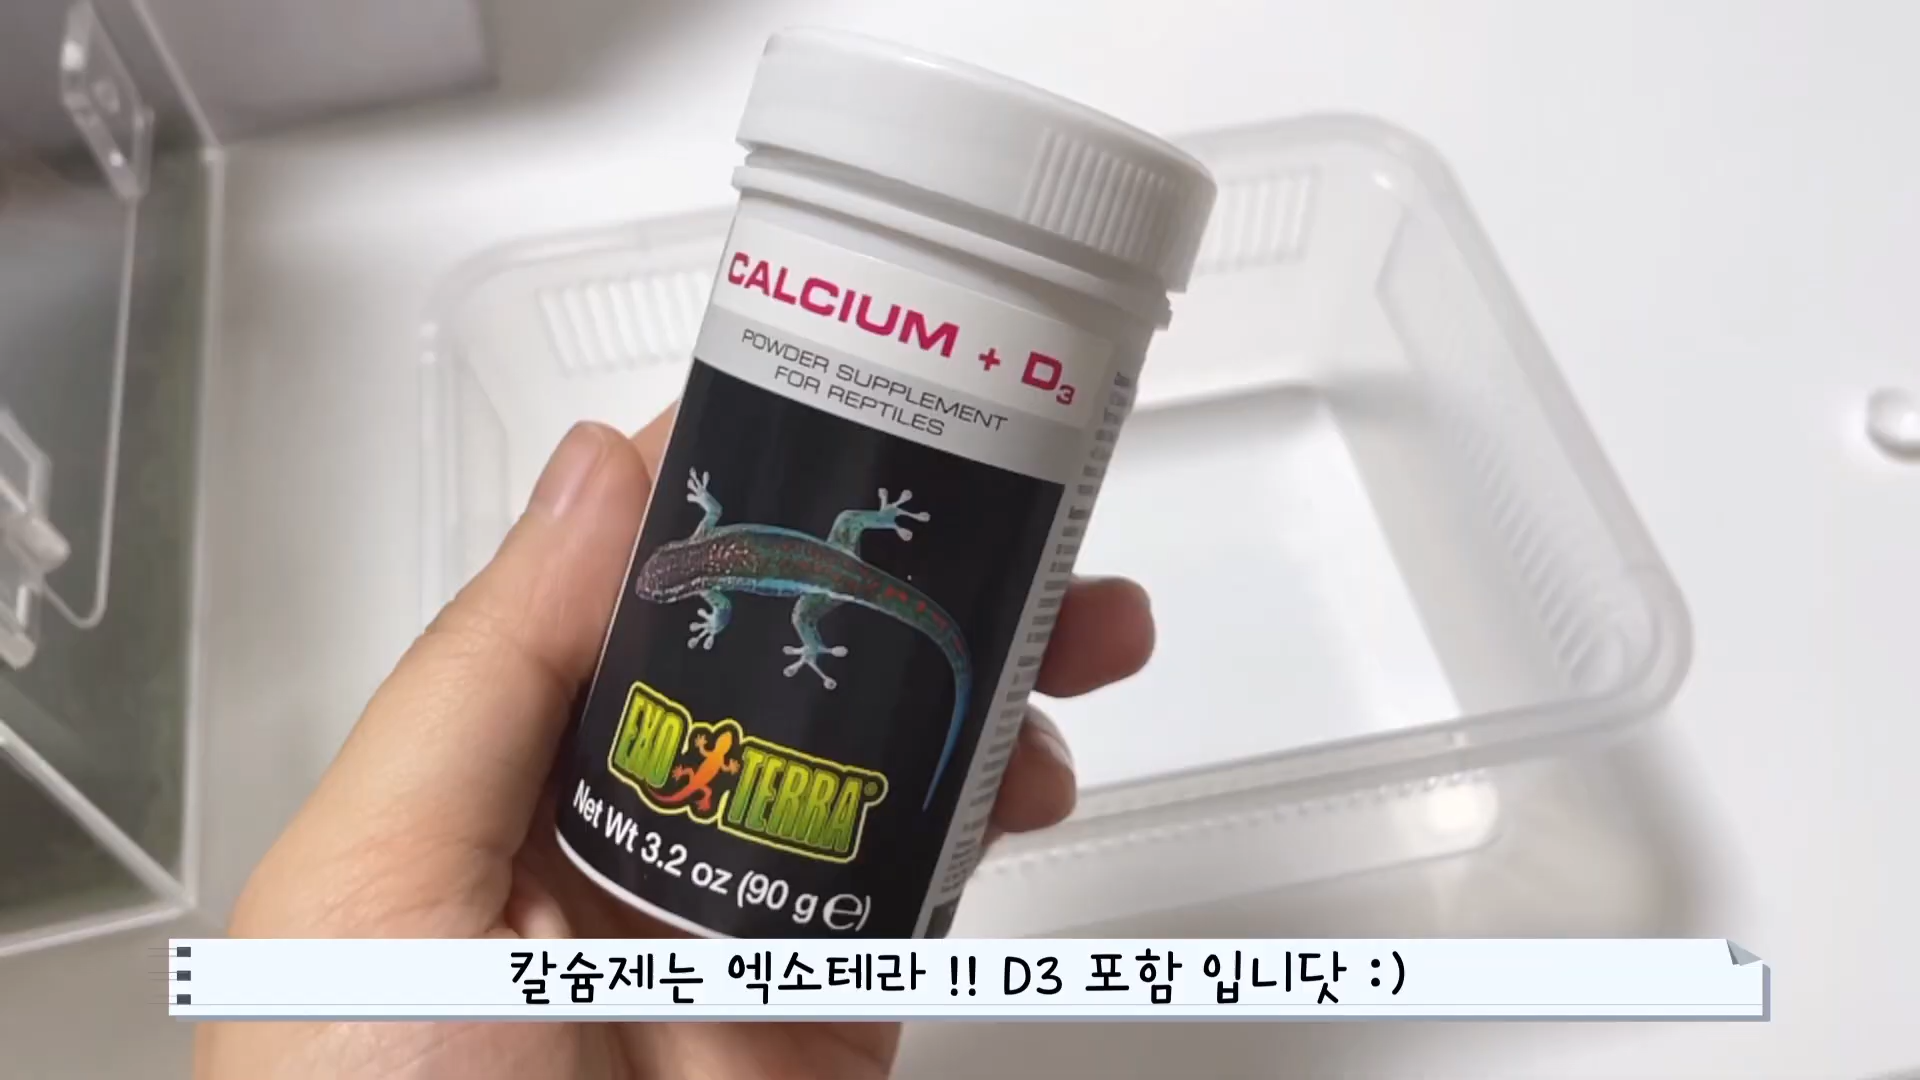 CALCIUM + D3
POWDER SUPPLEMENT
FOR REPTILES
EXO TERRA®
Net Wt 3.2 oz (90 g ℮)
칼슘제는 엑소테라 !! D3 포함 입니닷 :)